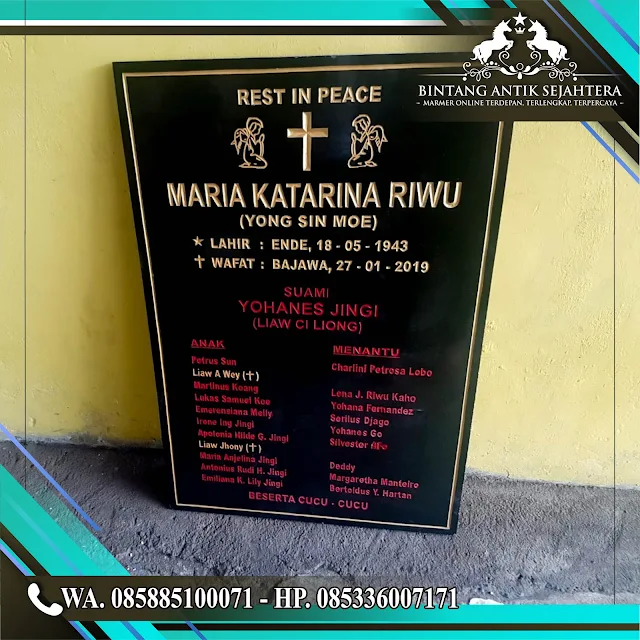 BINTANG ANTIK SEJAHTERA
- MARMER ONLINE TERDEPAN, TERLENGKAP, TERPERCAYA -
REST IN PEACE
MARIA KATARINA RIWU
(YONG SIN MOE)
★ LAHIR : ENDE, 18 - 05 - 1943
✝ WAFAT : BAJAWA, 27 - 01 - 2019
SUAMI
YOHANES JINGI
(LIAW CI LIONG)
ANAK
Petrus Sun
Liaw A Wey (✝)
Martinus Koang
Lukas Samuel Koe
Emerensiana Melly
Irene Ing Jingi
Apolonia Hilde G. Jingi
Liaw Jhony (✝)
Maria Anjelina Jingi
Antonius Rudi H. Jingi
Emiliana K. Lily Jingi
MENANTU
Charlini Petrosa Lobo
Lena J. Riwu Kaho
Yohana Fernandez
Serilus Djago
Yohanes Go
Silvester
Deddy
Margaretha Manteiro
Bertoldus Y. Hartan
BESERTA CUCU - CUCU
WA. 085885100071 - HP. 085336007171